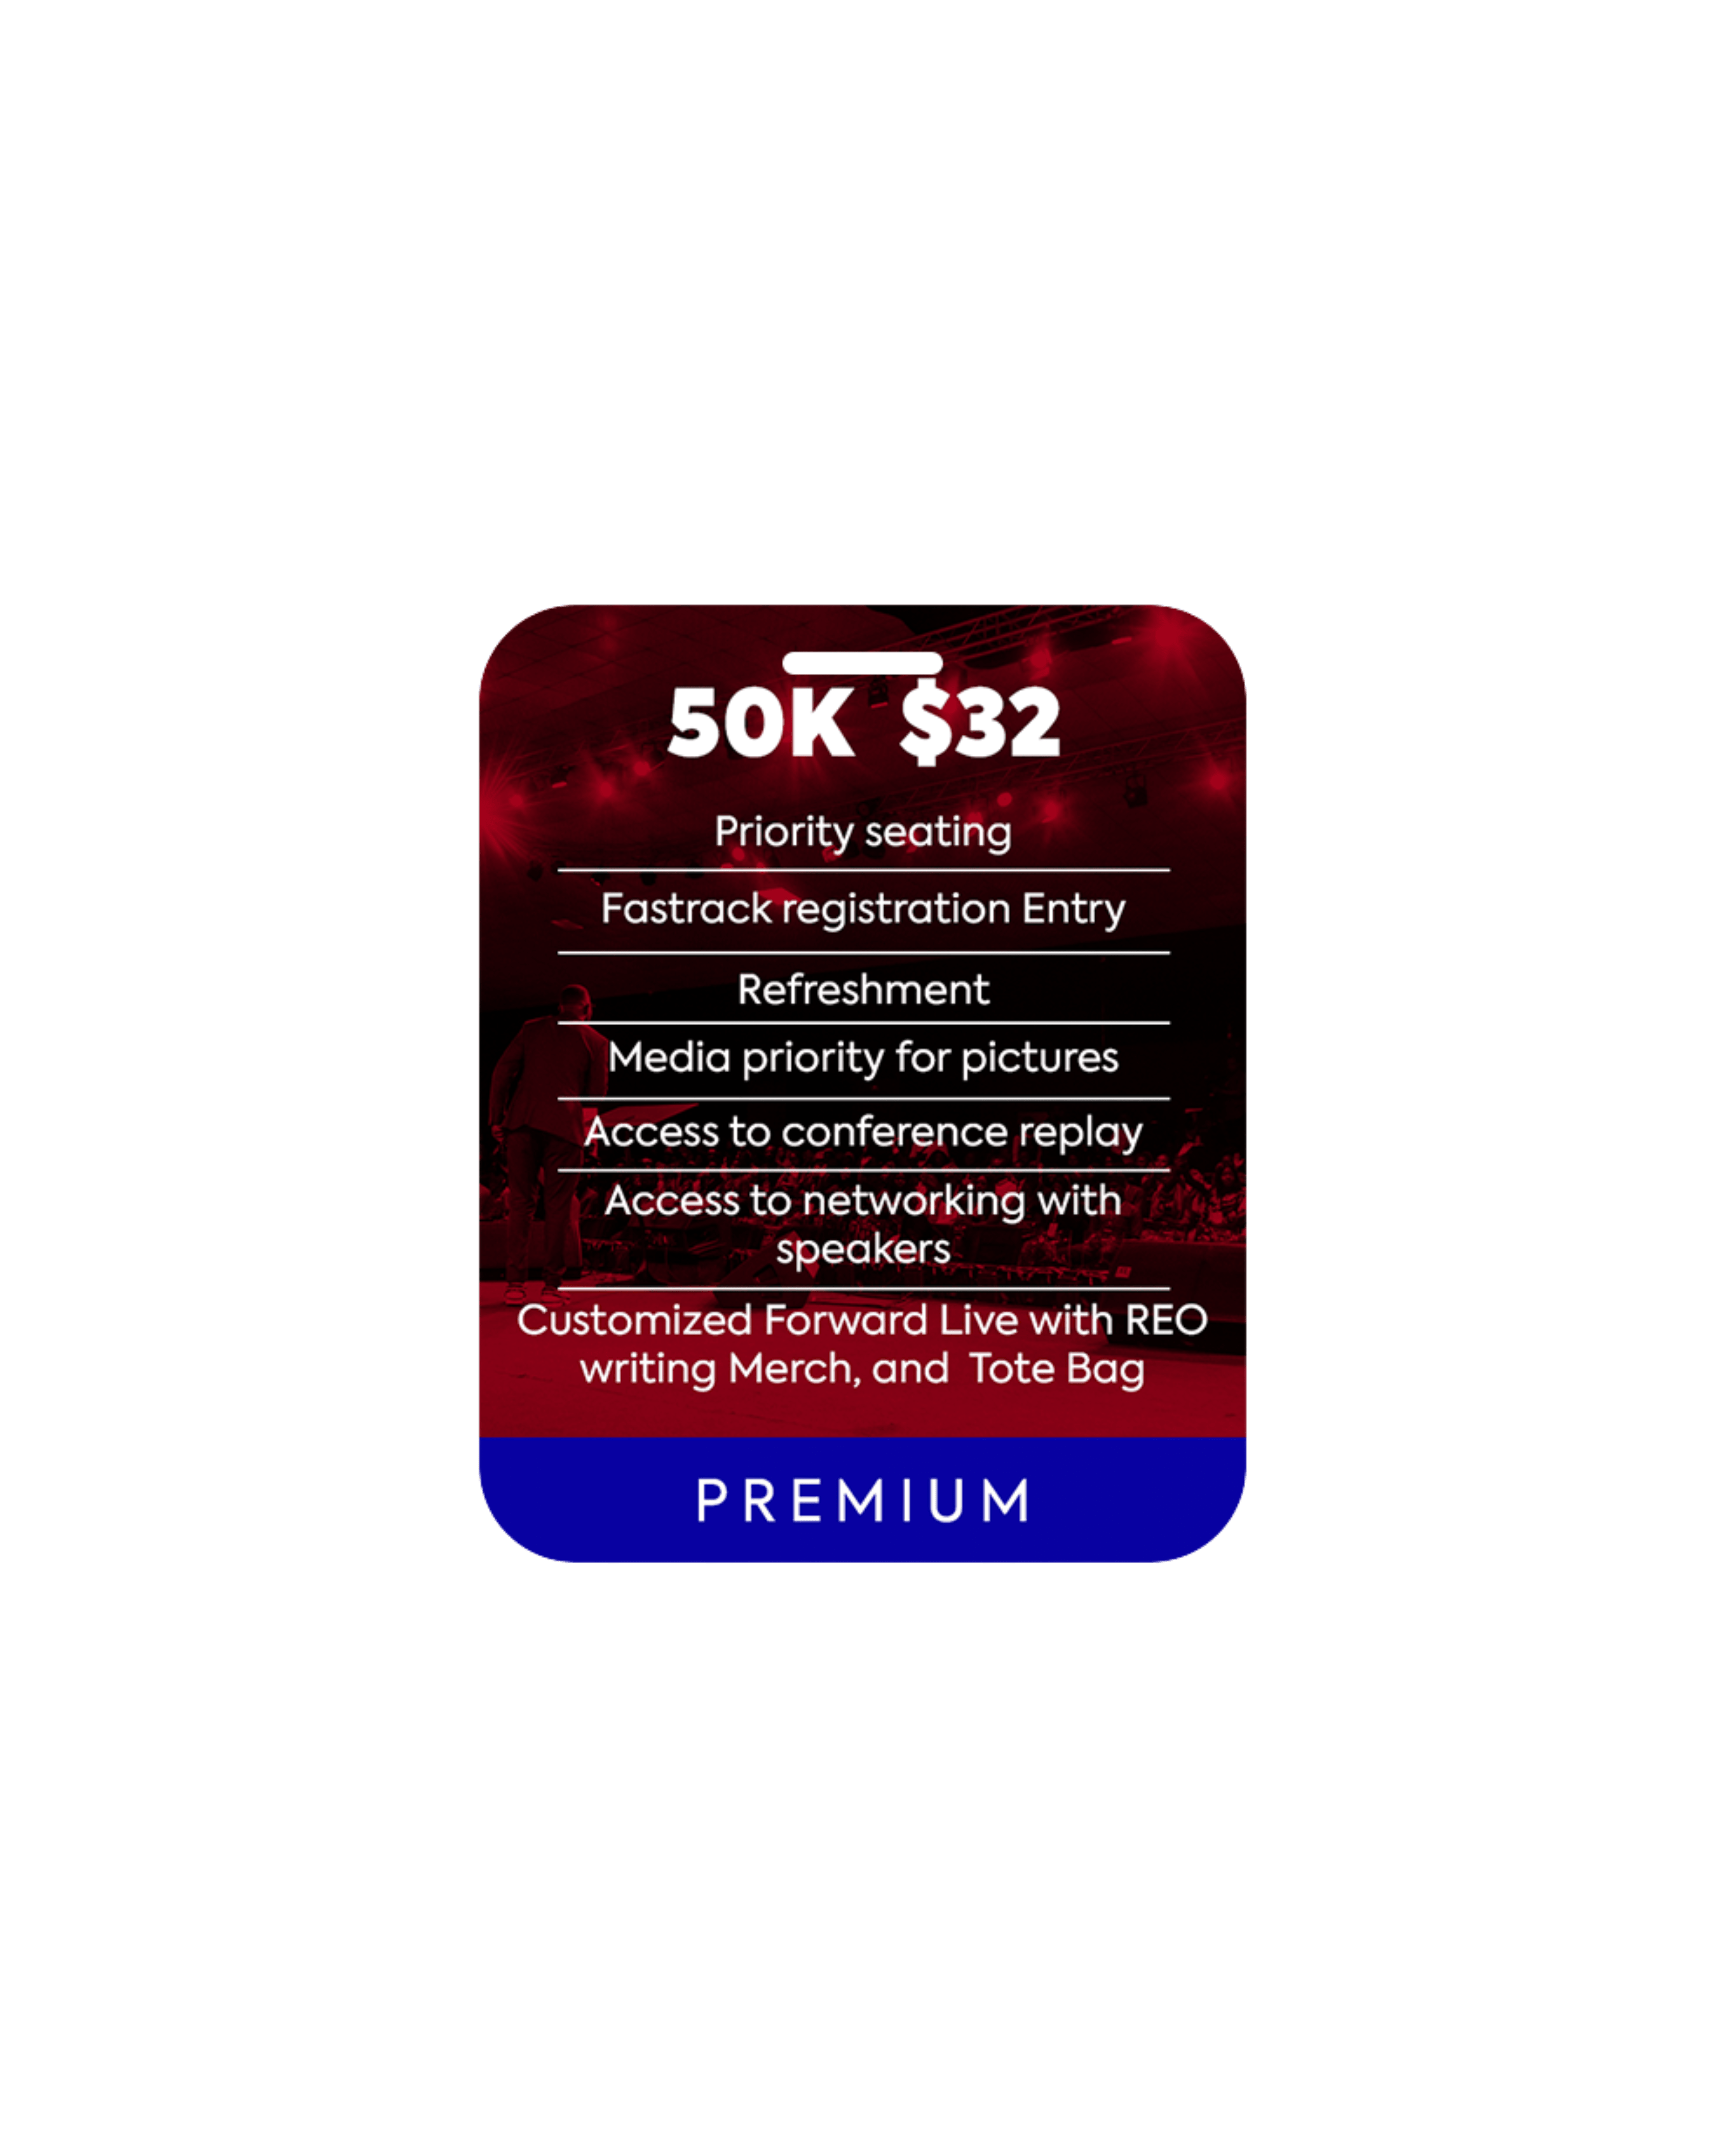 50K $32
Priority seating
Fastrack registration Entry
Refreshment
Media priority for pictures
Access to conference replay
Access to networking with
speakers
Customized Forward Live with REO
writing Merch, and Tote Bag
PREMIUM